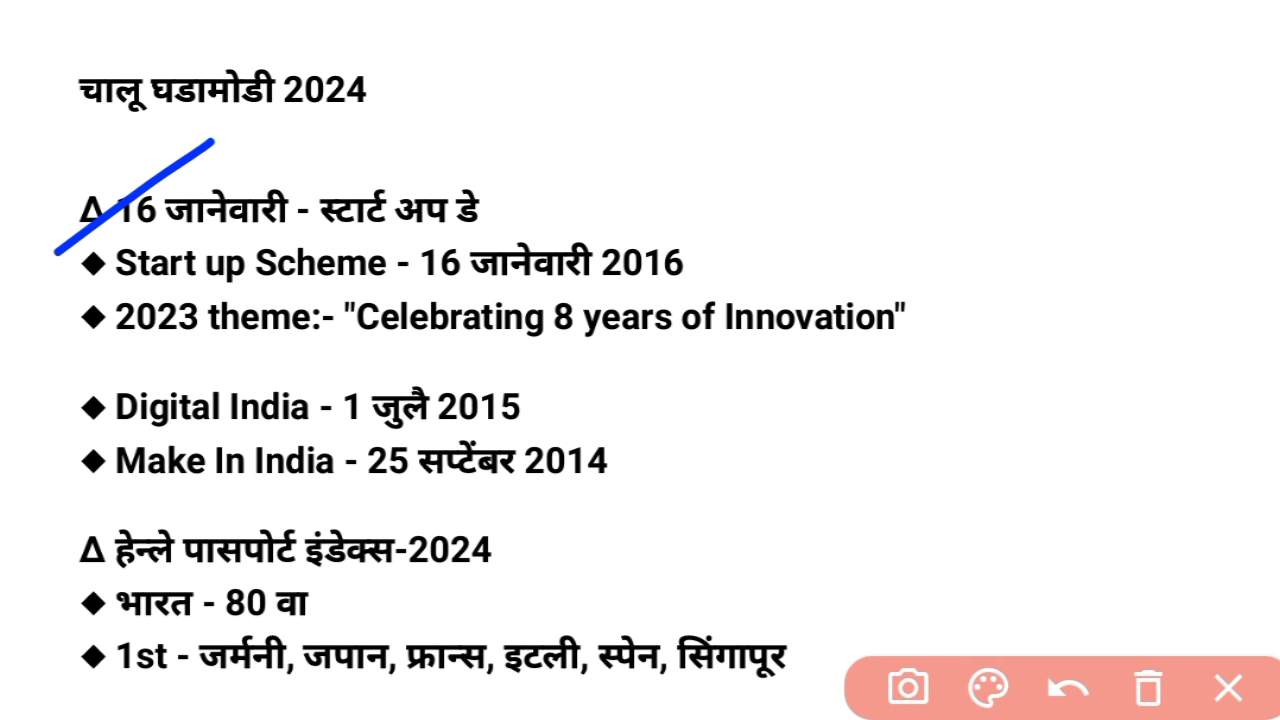 चालू घडामोडी 2024
Δ 16 जानेवारी - स्टार्ट अप डे
◆ Start up Scheme - 16 जानेवारी 2016
◆ 2023 theme:- "Celebrating 8 years of Innovation"
◆ Digital India - 1 जुलै 2015
◆ Make In India - 25 सप्टेंबर 2014
Δ हेन्ले पासपोर्ट इंडेक्स-2024
◆ भारत - 80 वा
◆ 1st - जर्मनी, जपान, फ्रान्स, इटली, स्पेन, सिंगापूर